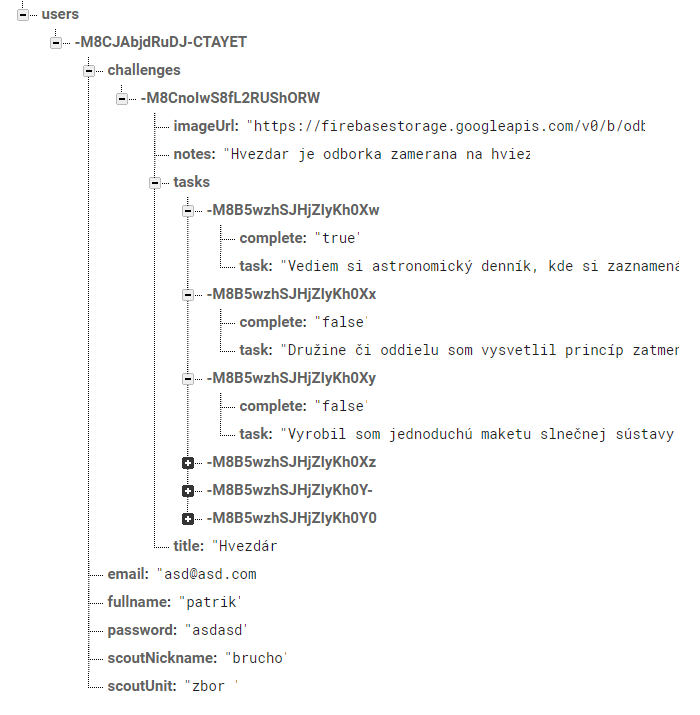 users
-M8CJAbjdRuDJ-CTAYET
challenges
-M8CnoIwS8fL2RUShORW
imageUrl: "https://firebasestorage.googleapis.com/v0/b/odb
notes: "Hvezdar je odborka zamerana na hviez
tasks
-M8B5wzhSJHjZIyKh0Xw
complete: "true"
task: "Vediem si astronomický denník, kde si zaznamená
-M8B5wzhSJHjZIyKh0Xx
complete: "false"
task: "Družine či oddielu som vysvetlil princíp zatmen
-M8B5wzhSJHjZIyKh0Xy
complete: "false"
task: "Vyrobil som jednoduchú maketu slnečnej sústavy
-M8B5wzhSJHjZIyKh0Xz
-M8B5wzhSJHjZIyKh0Y-
-M8B5wzhSJHjZIyKh0Y0
title: "Hvezdár
email: "asd@asd.com
fullname: "patrik"
password: "asdasd"
scoutNickname: "brucho"
scoutUnit: "zbor "